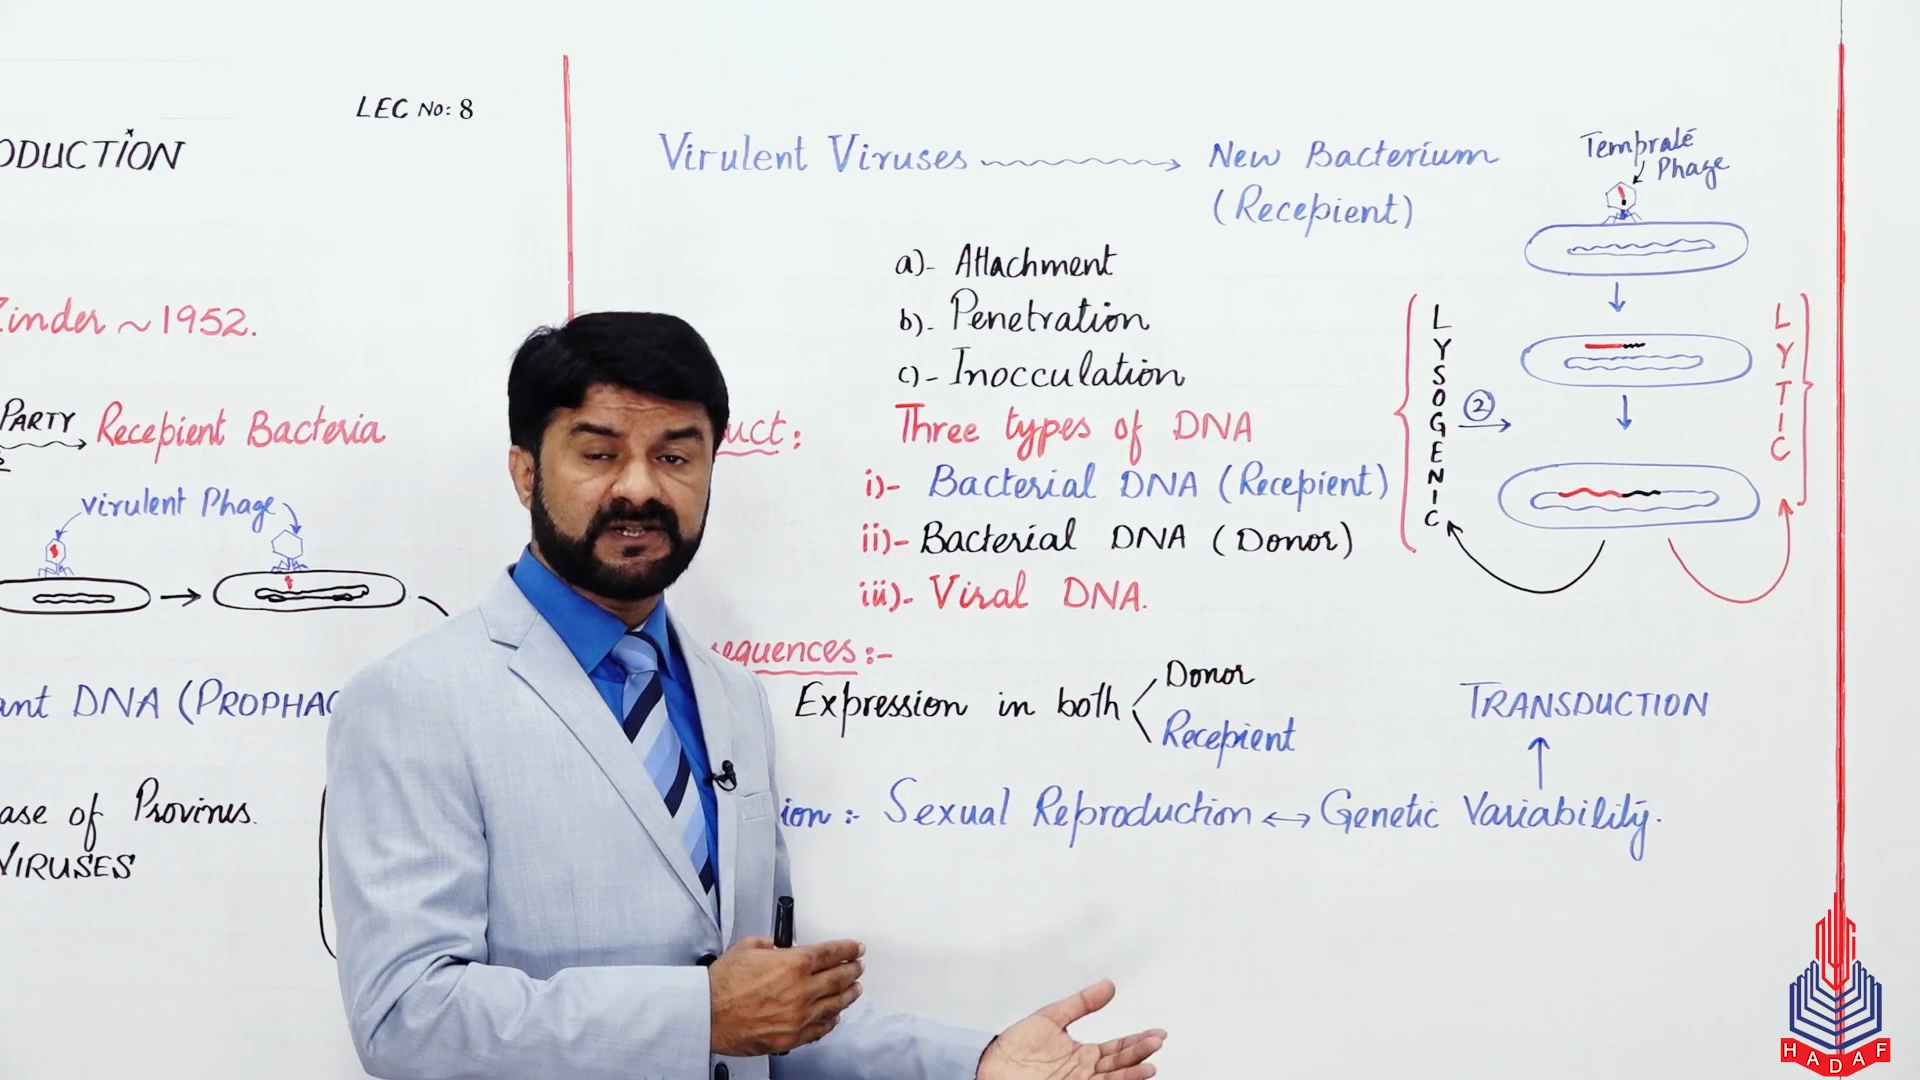 LEC No: 8
ODUCTION
Zinder ~ 1952.
PARTY
Recepient Bacteria
virulent Phage
ant DNA (PROPHAG
ase of Provirus.
VIRUSES
Virulent Viruses
New Bacterium
(Recepient)
a)- Attachment
b)- Penetration
c)- Inocculation
uct:
Three types of DNA
i)- Bacterial DNA (Recepient)
ii)- Bacterial DNA (Donor)
iii)- Viral DNA.
sequences:-
Expression in both
Donor
Recepient
ion:- Sexual Reproduction ↔ Genetic Variability.
TRANSDUCTION
Temprate
Phage
LYSOGENIC
2
LYTIC
HADAF